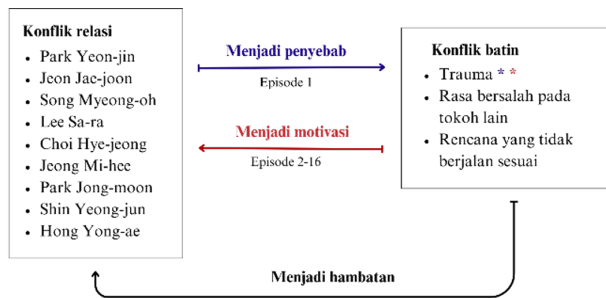 Konflik relasi
• Park Yeon-jin
• Jeon Jae-joon
• Song Myeong-oh
• Lee Sa-ra
• Choi Hye-jeong
• Jeong Mi-hee
• Park Jong-moon
• Shin Yeong-jun
• Hong Yong-ae
Menjadi penyebab
Episode 1
Menjadi motivasi
Episode 2-16
Konflik batin
• Trauma * *
• Rasa bersalah pada
tokoh lain
• Rencana yang tidak
berjalan sesuai
Menjadi hambatan